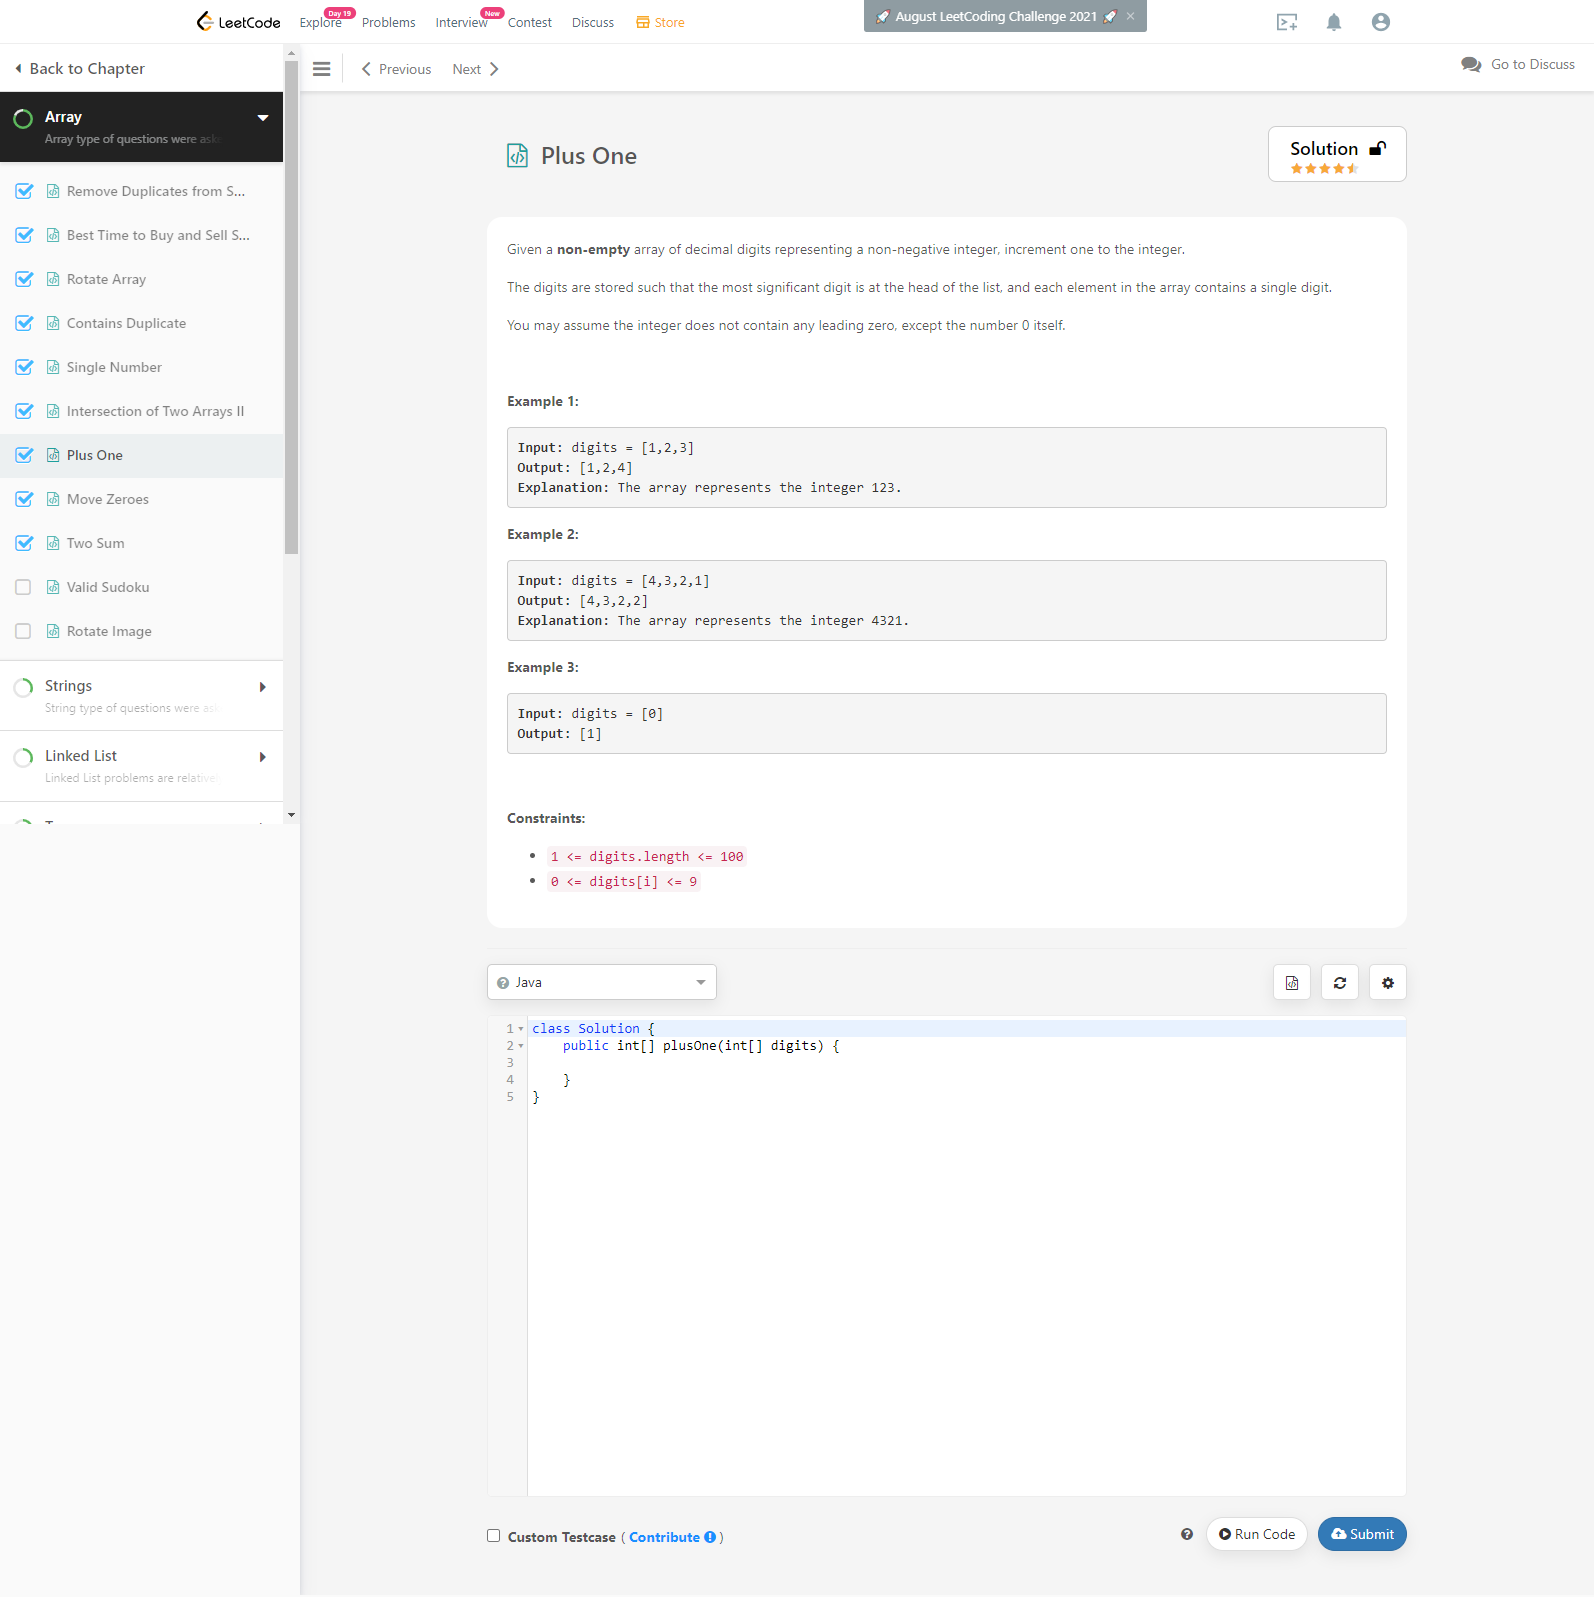 LeetCode
Explore
Day 19
Problems
Interview
New
Contest
Discuss
Store
🚀 August LeetCoding Challenge 2021 🚀 ×
Back to Chapter
Previous
Next
Go to Discuss
Array
Array type of questions were ask
Remove Duplicates from S...
Best Time to Buy and Sell S...
Rotate Array
Contains Duplicate
Single Number
Intersection of Two Arrays II
Plus One
Move Zeroes
Two Sum
Valid Sudoku
Rotate Image
Strings
String type of questions were as
Linked List
Linked List problems are relative
Plus One
Solution
Given a non-empty array of decimal digits representing a non-negative integer, increment one to the integer.
The digits are stored such that the most significant digit is at the head of the list, and each element in the array contains a single digit.
You may assume the integer does not contain any leading zero, except the number 0 itself.
Example 1:
Input: digits = [1,2,3]
Output: [1,2,4]
Explanation: The array represents the integer 123.
Example 2:
Input: digits = [4,3,2,1]
Output: [4,3,2,2]
Explanation: The array represents the integer 4321.
Example 3:
Input: digits = [0]
Output: [1]
Constraints:
• 1 <= digits.length <= 100
• 0 <= digits[i] <= 9
Java
1 class Solution {
2     public int[] plusOne(int[] digits) {
3
4     }
5 }
Custom Testcase ( Contribute )
Run Code
Submit